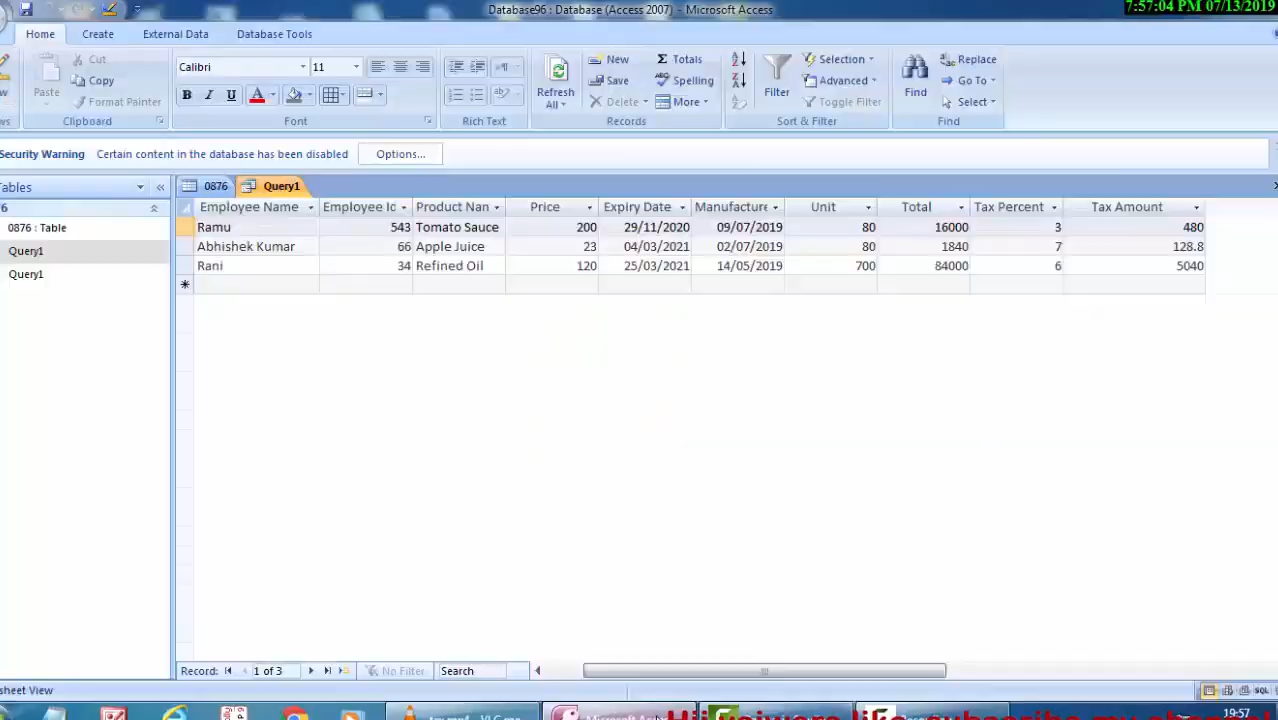 Database96 : Database (Access 2007) - Microsoft Access
7:57:04 PM 07/13/2019
Home Create External Data Database Tools
Cut
Copy
Format Painter
Paste
Clipboard
Calibri 11
B I U A
Font
Rich Text
Refresh All
New
Save
Delete
Totals
Spelling
More
Records
Filter
Selection
Advanced
Toggle Filter
Sort & Filter
Find
Replace
Go To
Select
Find
Security Warning Certain content in the database has been disabled Options...
Tables
0876 Query1
0876 : Table
Query1
Query1
Employee Name Employee Id Product Nan Price Expiry Date Manufacture Unit Total Tax Percent Tax Amount
Ramu 543 Tomato Sauce 200 29/11/2020 09/07/2019 80 16000 3 480
Abhishek Kumar 66 Apple Juice 23 04/03/2021 02/07/2019 80 1840 7 128.8
Rani 34 Refined Oil 120 25/03/2021 14/05/2019 700 84000 6 5040
Record: 1 of 3 No Filter Search
sheet View
SQL
19:57